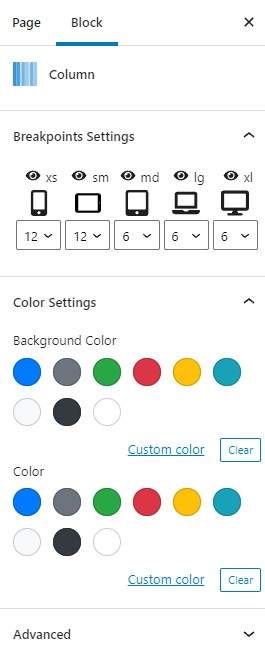 Page Block
Column
Breakpoints Settings
xs sm md lg xl
12 12 6 6 6
Color Settings
Background Color
Custom color Clear
Color
Custom color Clear
Advanced